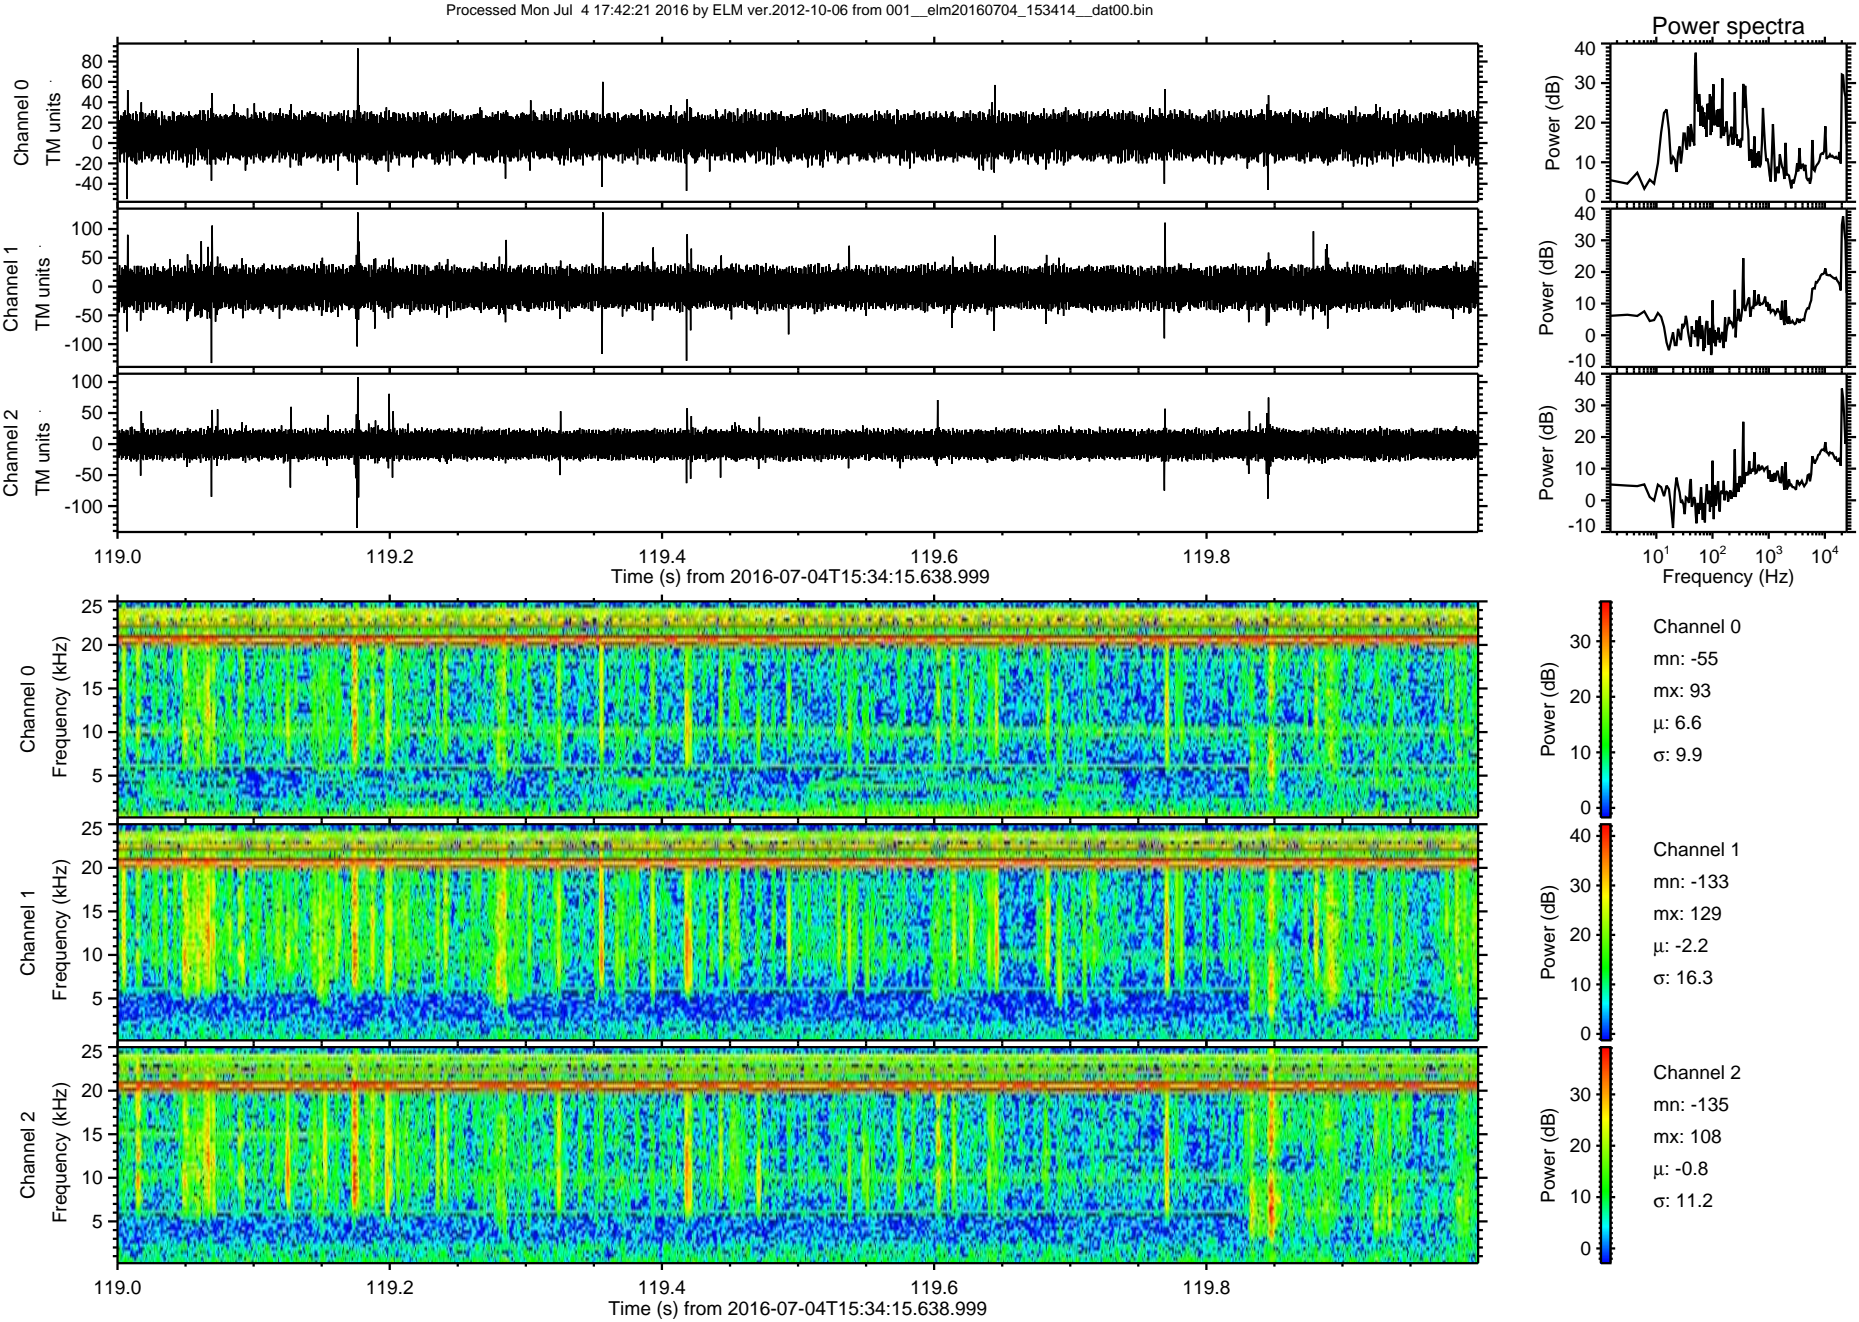 Processed Mon Jul  4 17:42:21 2016 by ELM ver.2012-10-06 from 001__elm20160704_153414__dat00.bin
Power spectra
Channel 0
TM units
80
60
40
20
0
-20
-40
Power (dB)
40
30
20
10
0
Channel 1
TM units
100
50
0
-50
-100
Power (dB)
40
30
20
10
0
-10
Channel 2
TM units
100
50
0
-50
-100
Power (dB)
40
30
20
10
0
-10
119.0 119.2 119.4 119.6 119.8
Time (s) from 2016-07-04T15:34:15.638.999
10¹ 10² 10³ 10⁴
Frequency (Hz)
Channel 0
Frequency (kHz)
25
20
15
10
5
Power (dB)
30
20
10
0
Channel 0
mn: -55
mx: 93
μ: 6.6
σ: 9.9
Channel 1
Frequency (kHz)
25
20
15
10
5
Power (dB)
40
30
20
10
0
Channel 1
mn: -133
mx: 129
μ: -2.2
σ: 16.3
Channel 2
Frequency (kHz)
25
20
15
10
5
Power (dB)
30
20
10
0
Channel 2
mn: -135
mx: 108
μ: -0.8
σ: 11.2
119.0 119.2 119.4 119.6 119.8
Time (s) from 2016-07-04T15:34:15.638.999